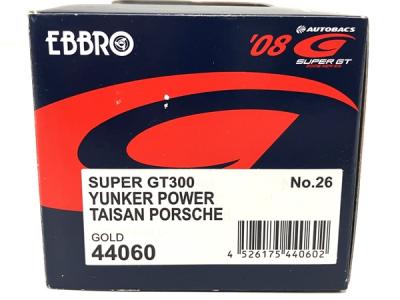 EBBRO
'08
AUTOBACS
SUPER GT
SUPER GT300
No.26
YUNKER POWER
TAISAN PORSCHE
GOLD
44060
4 526175 440602